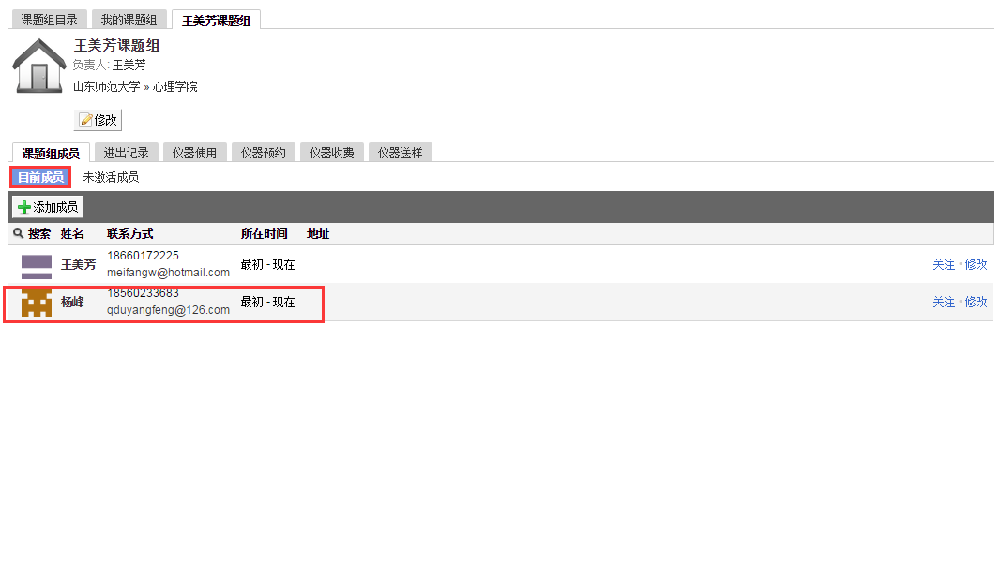 课题组目录 我的课题组 王美芳课题组
王美芳课题组
负责人: 王美芳
山东师范大学 » 心理学院
修改
课题组成员 进出记录 仪器使用 仪器预约 仪器收费 仪器送样
目前成员 未激活成员
添加成员
搜索 姓名 联系方式 所在时间 地址
王美芳 18660172225 最初 - 现在 关注 · 修改
meifangw@hotmail.com
杨峰 18560233683 最初 - 现在 关注 · 修改
qduyangfeng@126.com